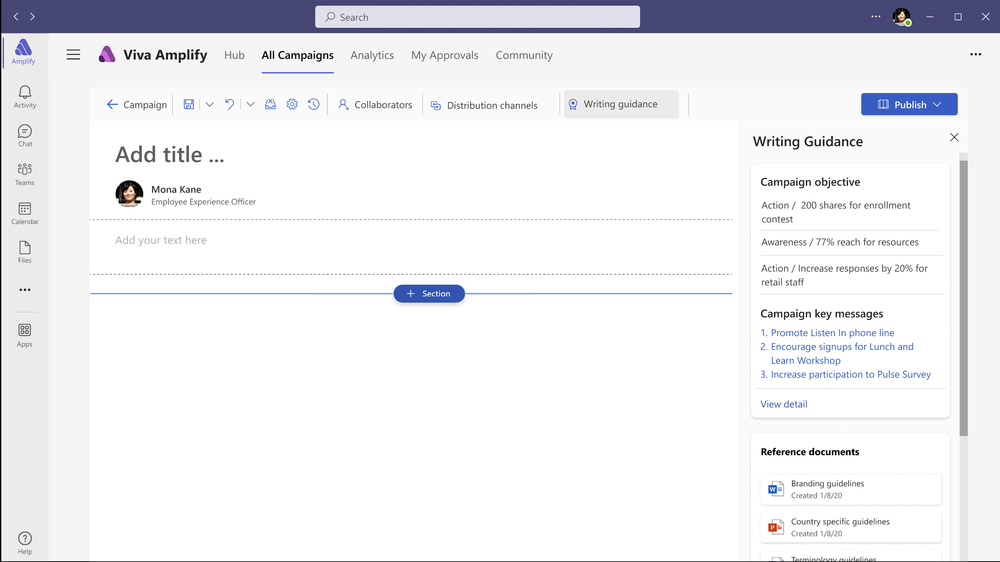 Search
Amplify
Viva Amplify
Hub
All Campaigns
Analytics
My Approvals
Community
Activity
Chat
Teams
Calendar
Files
Apps
Help
Campaign
Collaborators
Distribution channels
Writing guidance
Publish
Add title ...
Mona Kane
Employee Experience Officer
Add your text here
+ Section
Writing Guidance
Campaign objective
Action / 200 shares for enrollment
contest
Awareness / 77% reach for resources
Action / Increase responses by 20% for
retail staff
Campaign key messages
1. Promote Listen In phone line
2. Encourage signups for Lunch and
Learn Workshop
3. Increase participation to Pulse Survey
View detail
Reference documents
W
Branding guidelines
Created 1/8/20
P
Country specific guidelines
Created 1/8/20
Terminology guidelines